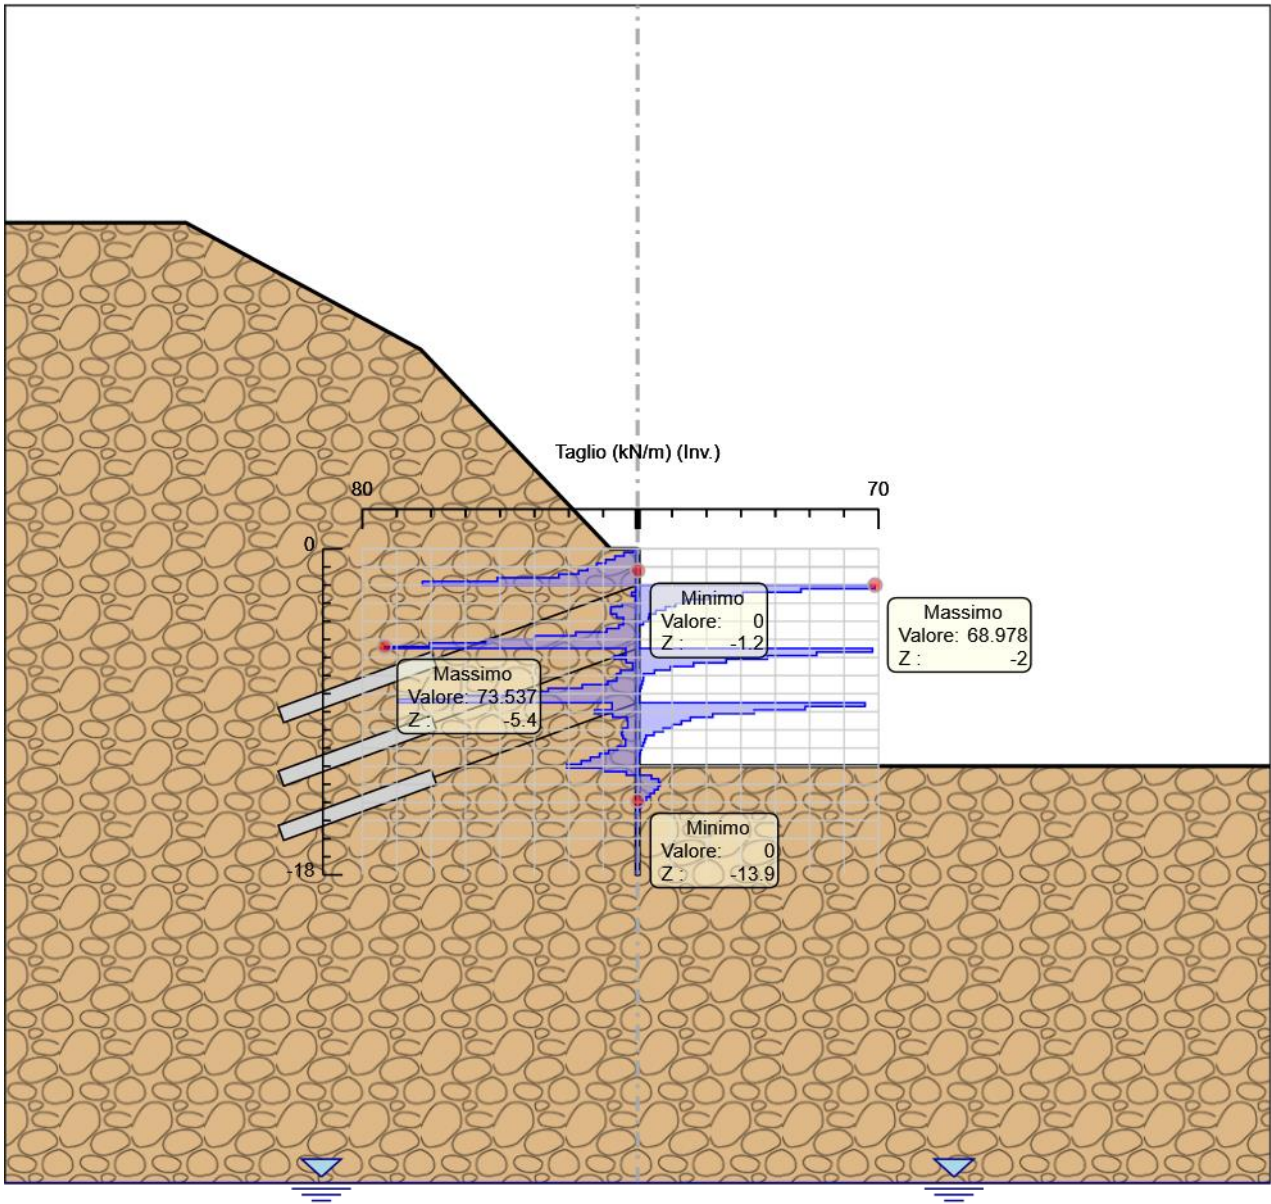 Taglio (kN/m) (Inv.)
80
70
0
Minimo
Valore: 0
Z : -1.2
Massimo
Valore: 68.978
Z : -2
Massimo
Valore: 73.537
Z : -5.4
Minimo
Valore: 0
Z : -13.9
-18